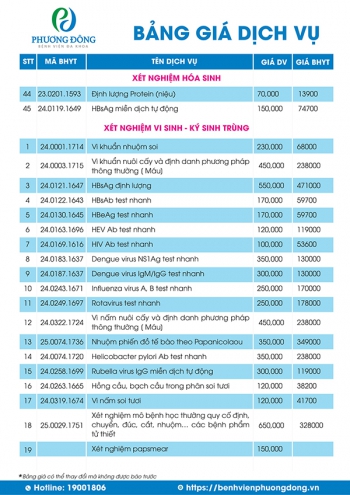 PHƯƠNG ĐÔNG
BỆNH VIỆN ĐA KHOA
BẢNG GIÁ DỊCH VỤ
STT MÃ BHYT TÊN DỊCH VỤ GIÁ DV GIÁ BHYT
XÉT NGHIỆM HÓA SINH
44 23.0201.1593 Định lượng Protein (niệu) 70,000 13900
45 24.0119.1649 HBsAg miễn dịch tự động 150,000 74700
XÉT NGHIỆM VI SINH - KÝ SINH TRÙNG
1 24.0001.1714 Vi khuẩn nhuộm soi 230,000 68000
2 24.0003.1715 Vi khuẩn nuôi cấy và định danh phương pháp
thông thường ( Máu) 450,000 238000
3 24.0121.1647 HBsAg định lượng 550,000 471000
4 24.0122.1643 HBsAb test nhanh 170,000 59700
5 24.0130.1645 HBeAg test nhanh 170,000 59700
6 24.0163.1696 HEV Ab test nhanh 120,000 119000
7 24.0169.1616 HIV Ab test nhanh 100,000 53600
8 24.0183.1637 Dengue virus NS1Ag test nhanh 350,000 130000
9 24.0187.1637 Dengue virus IgM/IgG test nhanh 300,000 130000
10 24.0243.1671 Influenza virus A, B test nhanh 250,000 170000
11 24.0249.1697 Rotavirus test nhanh 250,000 178000
12 24.0322.1724 Vi nấm nuôi cấy và định danh phương pháp
thông thường ( Máu) 450,000 238000
13 25.0074.1736 Nhuộm phiến đồ tế bào theo Papanicolaou 350,000 349000
14 24.0074.1720 Helicobacter pylori Ab test nhanh 350,000 238000
15 24.0258.1699 Rubella virus IgG miễn dịch tự động 300,000 119000
16 24.0263.1665 Hồng cầu, bạch cầu trong phân soi tươi 120,000 38200
17 24.0319.1674 Vi nấm soi tươi 120,000 41700
18 25.0029.1751 Xét nghiệm mô bệnh học thường quy cố định,
chuyển, đúc, cắt, nhuộm... các bệnh phẩm
tử thiết 650,000 328000
19 Xét nghiệm papsmear 150,000
*Bảng giá có thể thay đổi mà không được báo trước
Hotline: 19001806 https://benhvienphuongdong.vn